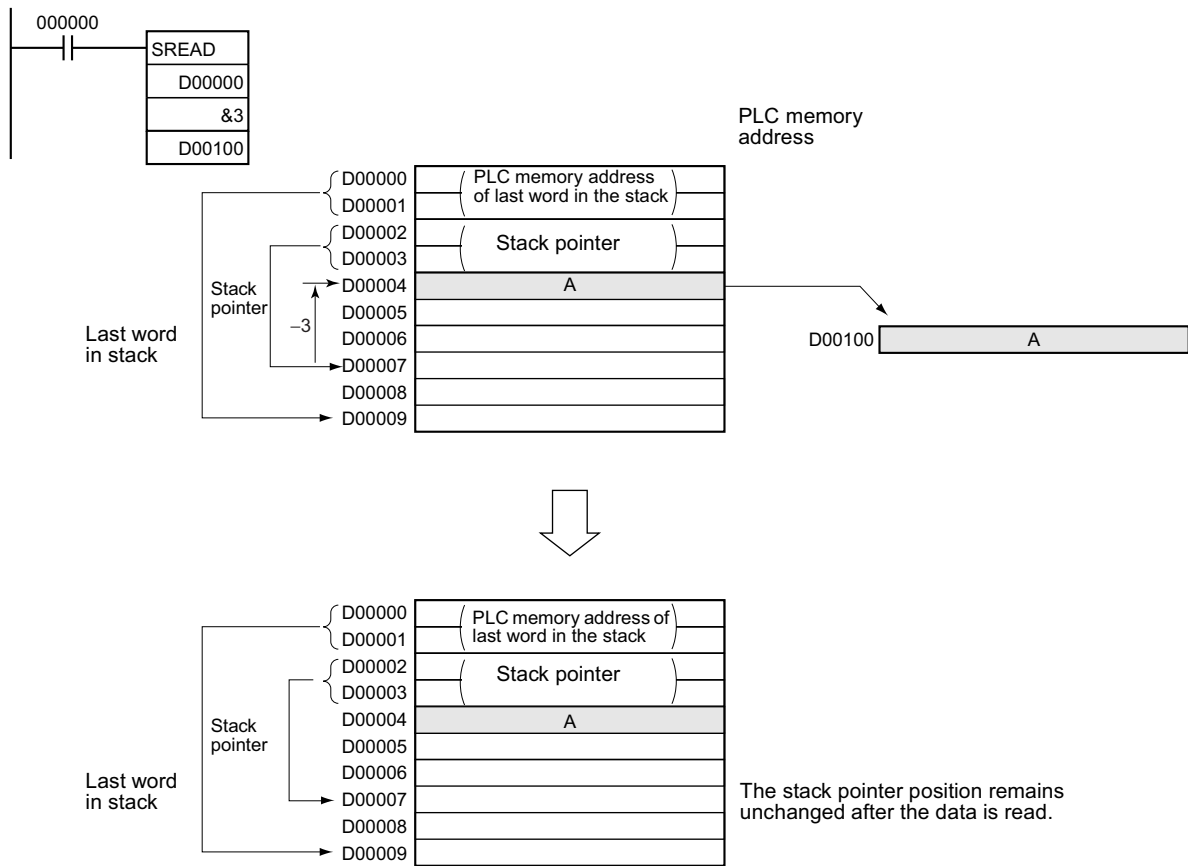 000000
SREAD
D00000
&3
D00100
PLC memory
address
D00000
D00001
D00002
D00003
D00004
D00005
D00006
D00007
D00008
D00009
PLC memory address
of last word in the stack
Stack pointer
A
Stack
pointer
–3
Last word
in stack
D00100
A
D00000
D00001
D00002
D00003
D00004
D00005
D00006
D00007
D00008
D00009
PLC memory address of
last word in the stack
Stack pointer
A
Stack
pointer
Last word
in stack
The stack pointer position remains
unchanged after the data is read.